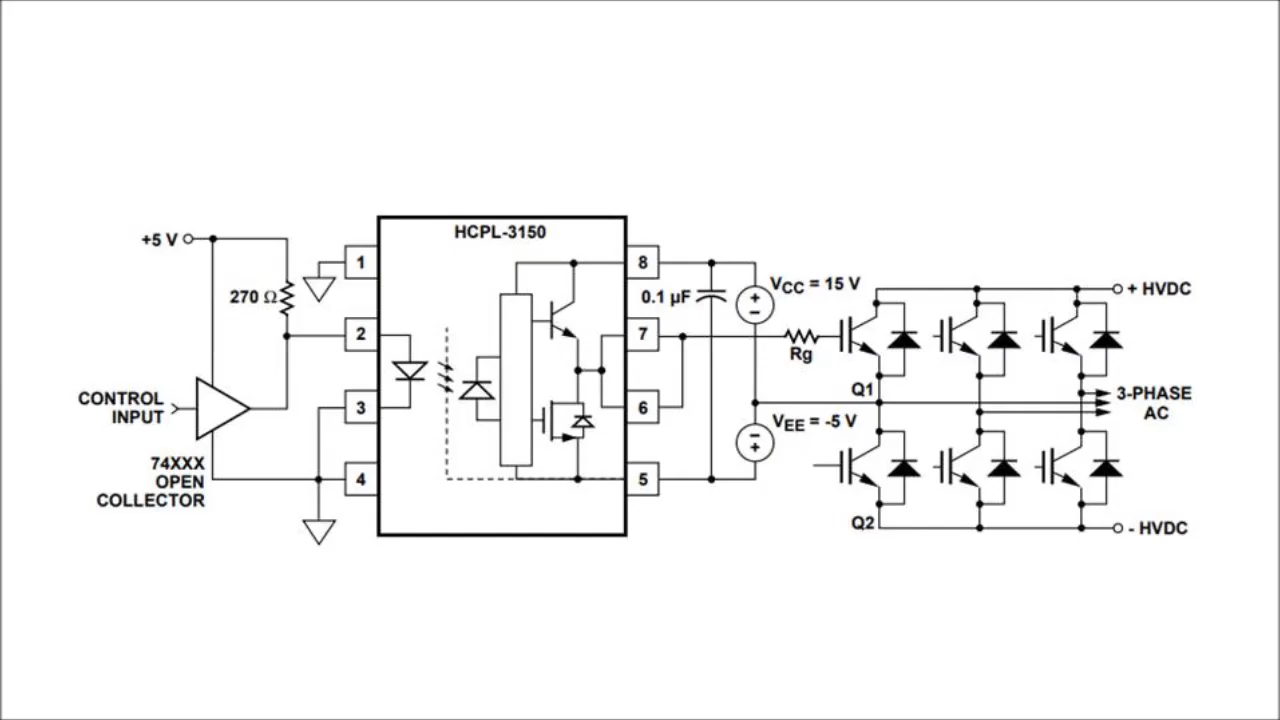 HCPL-3150
+5 V
270 Ω
CONTROL
INPUT
74XXX
OPEN
COLLECTOR
1
2
3
4
8
7
6
5
0.1 µF
VCC = 15 V
Rg
VEE = -5 V
+
−
−
+
Q1
Q2
+ HVDC
3-PHASE
AC
- HVDC